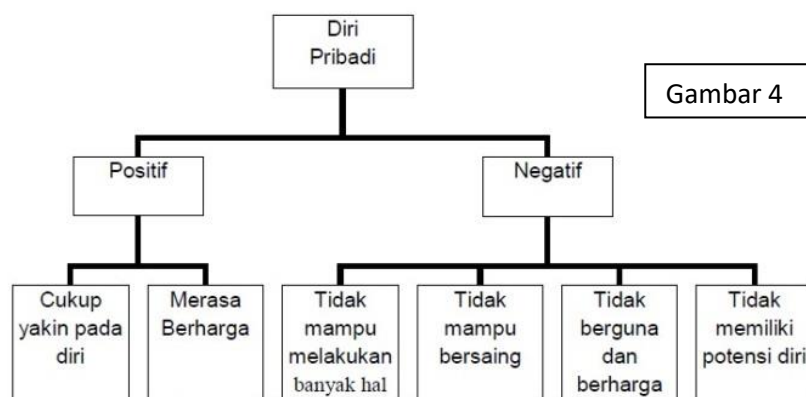 Diri
Pribadi
Gambar 4
Positif
Negatif
Cukup
yakin pada
diri
Merasa
Berharga
Tidak
mampu
melakukan
banyak hal
Tidak
mampu
bersaing
Tidak
berguna
dan
berharga
Tidak
memiliki
potensi diri